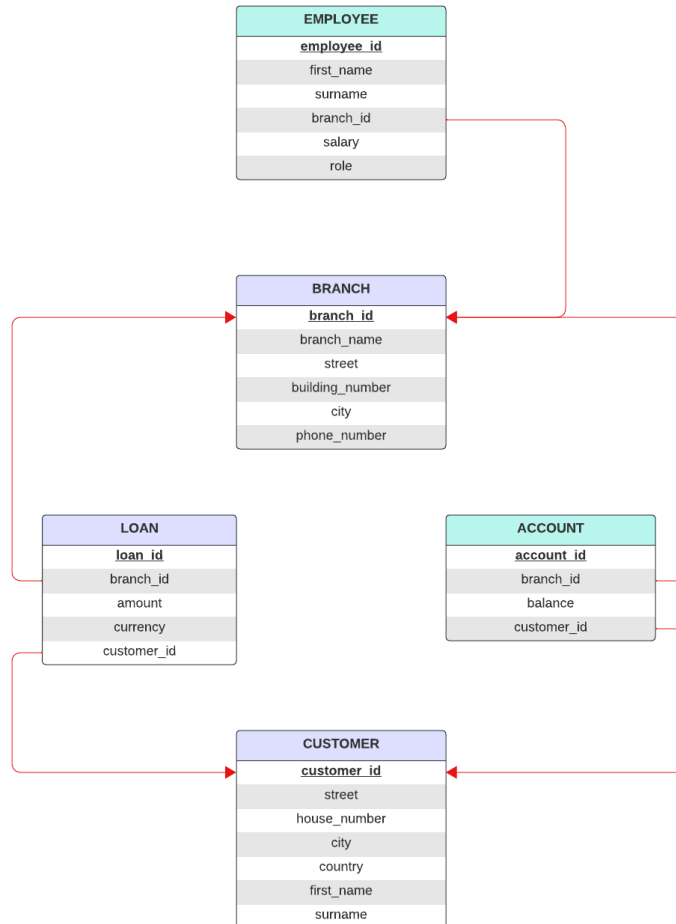 EMPLOYEE
employee_id
first_name
surname
branch_id
salary
role
BRANCH
branch_id
branch_name
street
building_number
city
phone_number
LOAN
loan_id
branch_id
amount
currency
customer_id
ACCOUNT
account_id
branch_id
balance
customer_id
CUSTOMER
customer_id
street
house_number
city
country
first_name
surname